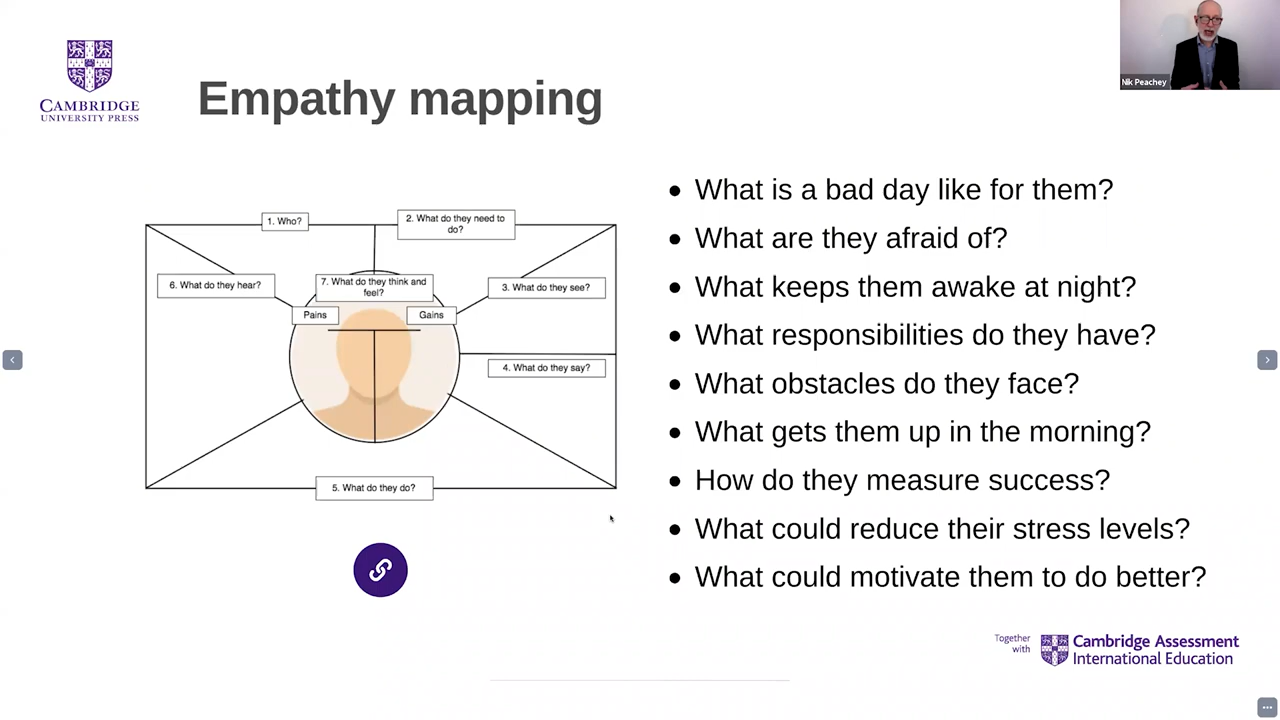 CAMBRIDGE
UNIVERSITY PRESS
Empathy mapping
Nik Peachey
1. Who?
2. What do they need to
do?
6. What do they hear?
7. What do they think and
feel?
3. What do they see?
Pains
Gains
4. What do they say?
5. What do they do?
What is a bad day like for them?
What are they afraid of?
What keeps them awake at night?
What responsibilities do they have?
What obstacles do they face?
What gets them up in the morning?
How do they measure success?
What could reduce their stress levels?
What could motivate them to do better?
Together
with
Cambridge Assessment
International Education